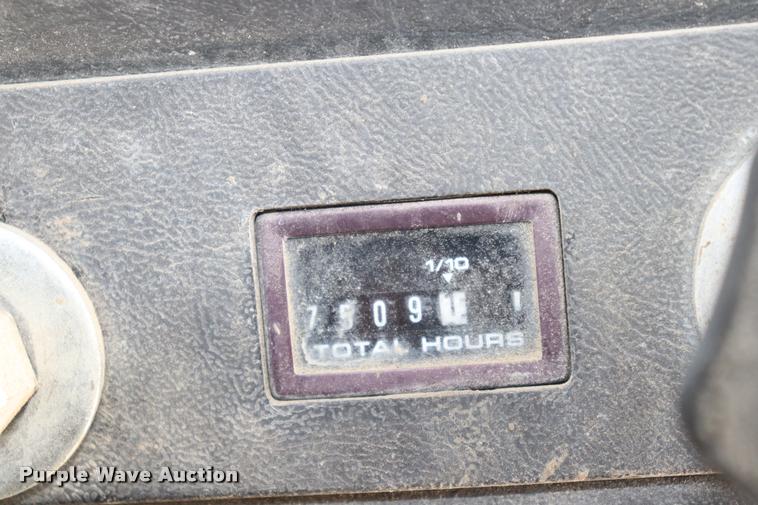 1/10
7509 1
TOTAL HOURS
Purple Wave Auction